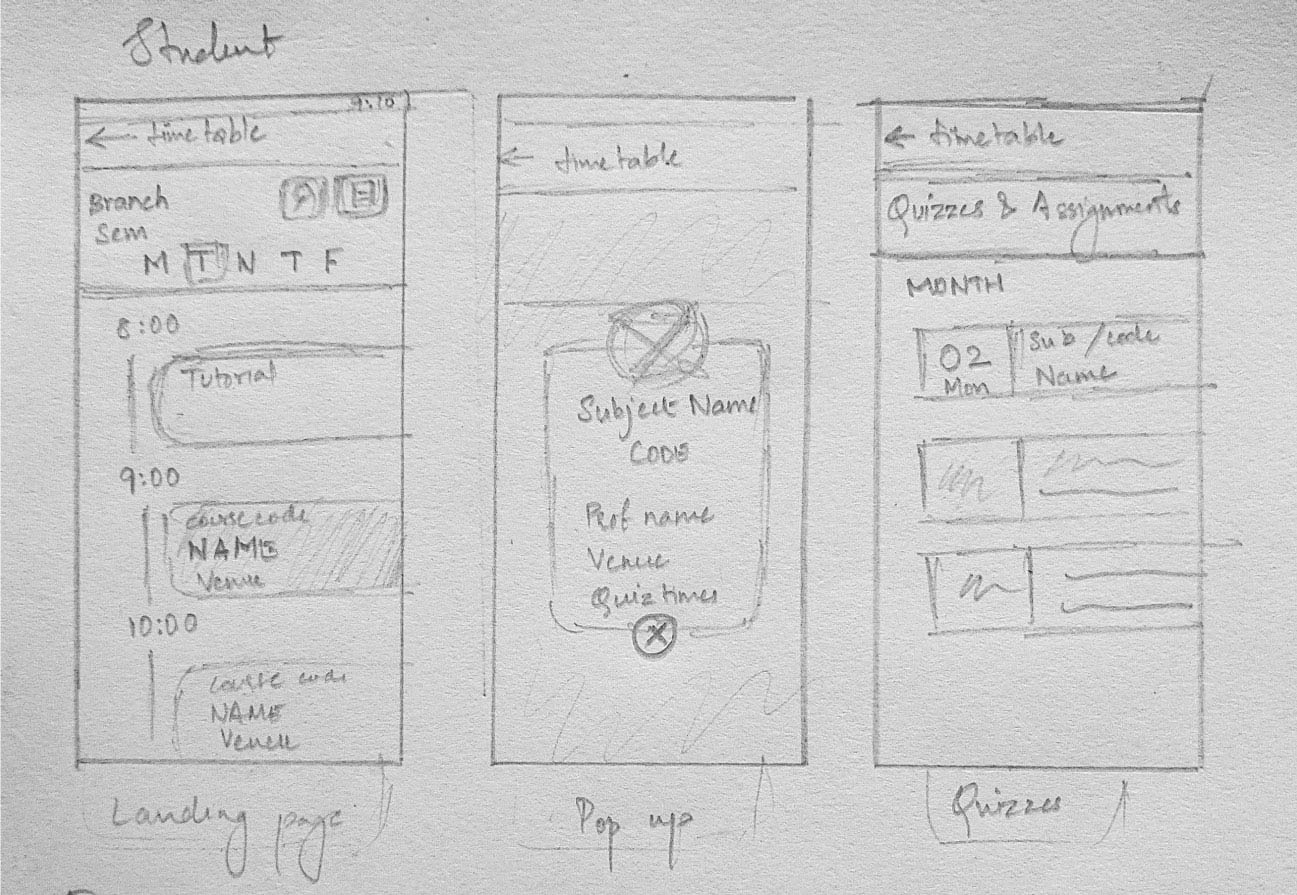 Student
9:10
← timetable
Branch
Sem
M T W T F
8:00
Tutorial
9:00
course code
NAME
Venue
10:00
course code
NAME
Venue
Landing page
← timetable
Subject Name
CODE
Prof name
Venue
Quiz times
X
Pop up
← timetable
Quizzes & Assignments
MONTH
02
Mon
Sub / code
Name
Quizzes